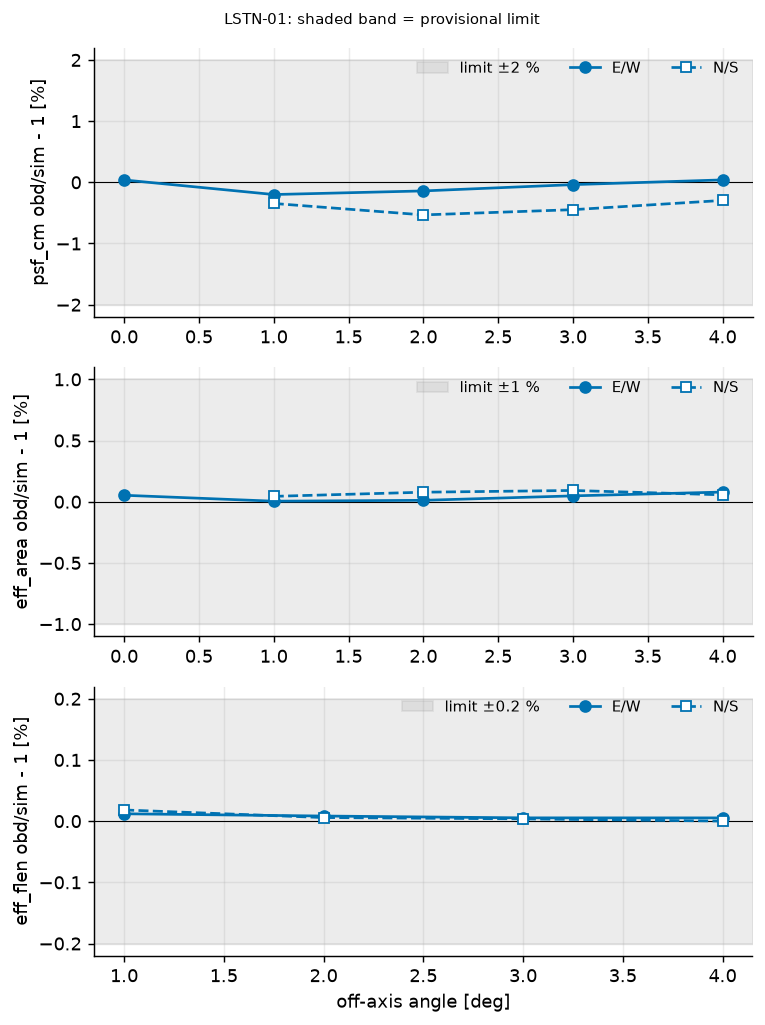 LSTN-01: shaded band = provisional limit
psf_cm obd/sim - 1 [%]
2
1
0
−1
−2
limit ±2 % E/W N/S
0.0 0.5 1.0 1.5 2.0 2.5 3.0 3.5 4.0
eff_area obd/sim - 1 [%]
1.0
0.5
0.0
−0.5
−1.0
limit ±1 % E/W N/S
0.0 0.5 1.0 1.5 2.0 2.5 3.0 3.5 4.0
eff_flen obd/sim - 1 [%]
0.2
0.1
0.0
−0.1
−0.2
limit ±0.2 % E/W N/S
1.0 1.5 2.0 2.5 3.0 3.5 4.0
off-axis angle [deg]